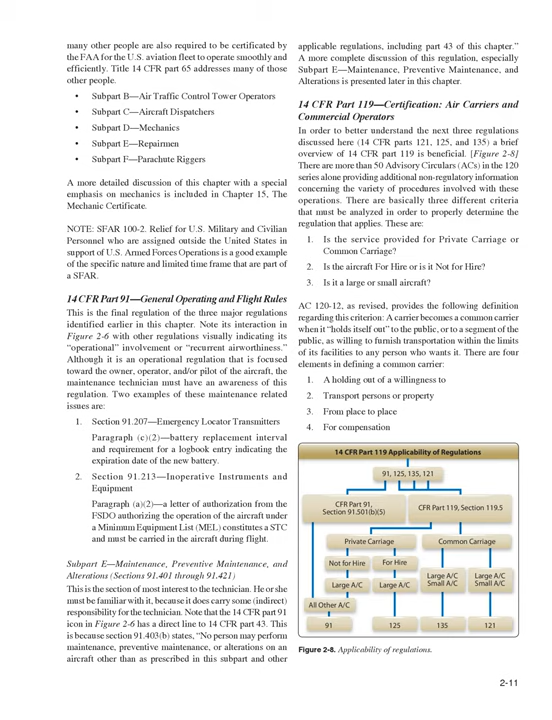 many other people are also required to be certificated by
the FAA for the U.S. aviation fleet to operate smoothly and
efficiently. Title 14 CFR part 65 addresses many of those
other people.
• Subpart B—Air Traffic Control Tower Operators
• Subpart C—Aircraft Dispatchers
• Subpart D—Mechanics
• Subpart E—Repairmen
• Subpart F—Parachute Riggers
A more detailed discussion of this chapter with a special
emphasis on mechanics is included in Chapter 15, The
Mechanic Certificate.
NOTE: SFAR 100-2. Relief for U.S. Military and Civilian
Personnel who are assigned outside the United States in
support of U.S. Armed Forces Operations is a good example
of the specific nature and limited time frame that are part of
a SFAR.
14 CFR Part 91—General Operating and Flight Rules
This is the final regulation of the three major regulations
identified earlier in this chapter. Note its interaction in
Figure 2-6 with other regulations visually indicating its
“operational” involvement or “recurrent airworthiness.”
Although it is an operational regulation that is focused
toward the owner, operator, and/or pilot of the aircraft, the
maintenance technician must have an awareness of this
regulation. Two examples of these maintenance related
issues are:
1. Section 91.207—Emergency Locator Transmitters
Paragraph (c)(2)—battery replacement interval
and requirement for a logbook entry indicating the
expiration date of the new battery.
2. Section 91.213—Inoperative Instruments and
Equipment
Paragraph (a)(2)—a letter of authorization from the
FSDO authorizing the operation of the aircraft under
a Minimum Equipment List (MEL) constitutes a STC
and must be carried in the aircraft during flight.
Subpart E—Maintenance, Preventive Maintenance, and
Alterations (Sections 91.401 through 91.421)
This is the section of most interest to the technician. He or she
must be familiar with it, because it does carry some (indirect)
responsibility for the technician. Note that the 14 CFR part 91
icon in Figure 2-6 has a direct line to 14 CFR part 43. This
is because section 91.403(b) states, “No person may perform
maintenance, preventive maintenance, or alterations on an
aircraft other than as prescribed in this subpart and other
applicable regulations, including part 43 of this chapter.”
A more complete discussion of this regulation, especially
Subpart E—Maintenance, Preventive Maintenance, and
Alterations is presented later in this chapter.
14 CFR Part 119—Certification: Air Carriers and
Commercial Operators
In order to better understand the next three regulations
discussed here (14 CFR parts 121, 125, and 135) a brief
overview of 14 CFR part 119 is beneficial. [Figure 2-8]
There are more than 50 Advisory Circulars (ACs) in the 120
series alone providing additional non-regulatory information
concerning the variety of procedures involved with these
operations. There are basically three different criteria
that must be analyzed in order to properly determine the
regulation that applies. These are:
1. Is the service provided for Private Carriage or
Common Carriage?
2. Is the aircraft For Hire or is it Not for Hire?
3. Is it a large or small aircraft?
AC 120-12, as revised, provides the following definition
regarding this criterion: A carrier becomes a common carrier
when it “holds itself out” to the public, or to a segment of the
public, as willing to furnish transportation within the limits
of its facilities to any person who wants it. There are four
elements in defining a common carrier:
1. A holding out of a willingness to
2. Transport persons or property
3. From place to place
4. For compensation
14 CFR Part 119 Applicability of Regulations
91, 125, 135, 121
CFR Part 91,
Section 91.501(b)(5)
CFR Part 119, Section 119.5
Private Carriage
Common Carriage
Not for Hire
For Hire
Large A/C
Large A/C
Large A/C
Small A/C
Large A/C
Small A/C
All Other A/C
91
125
135
121
Figure 2-8. Applicability of regulations.
2-11